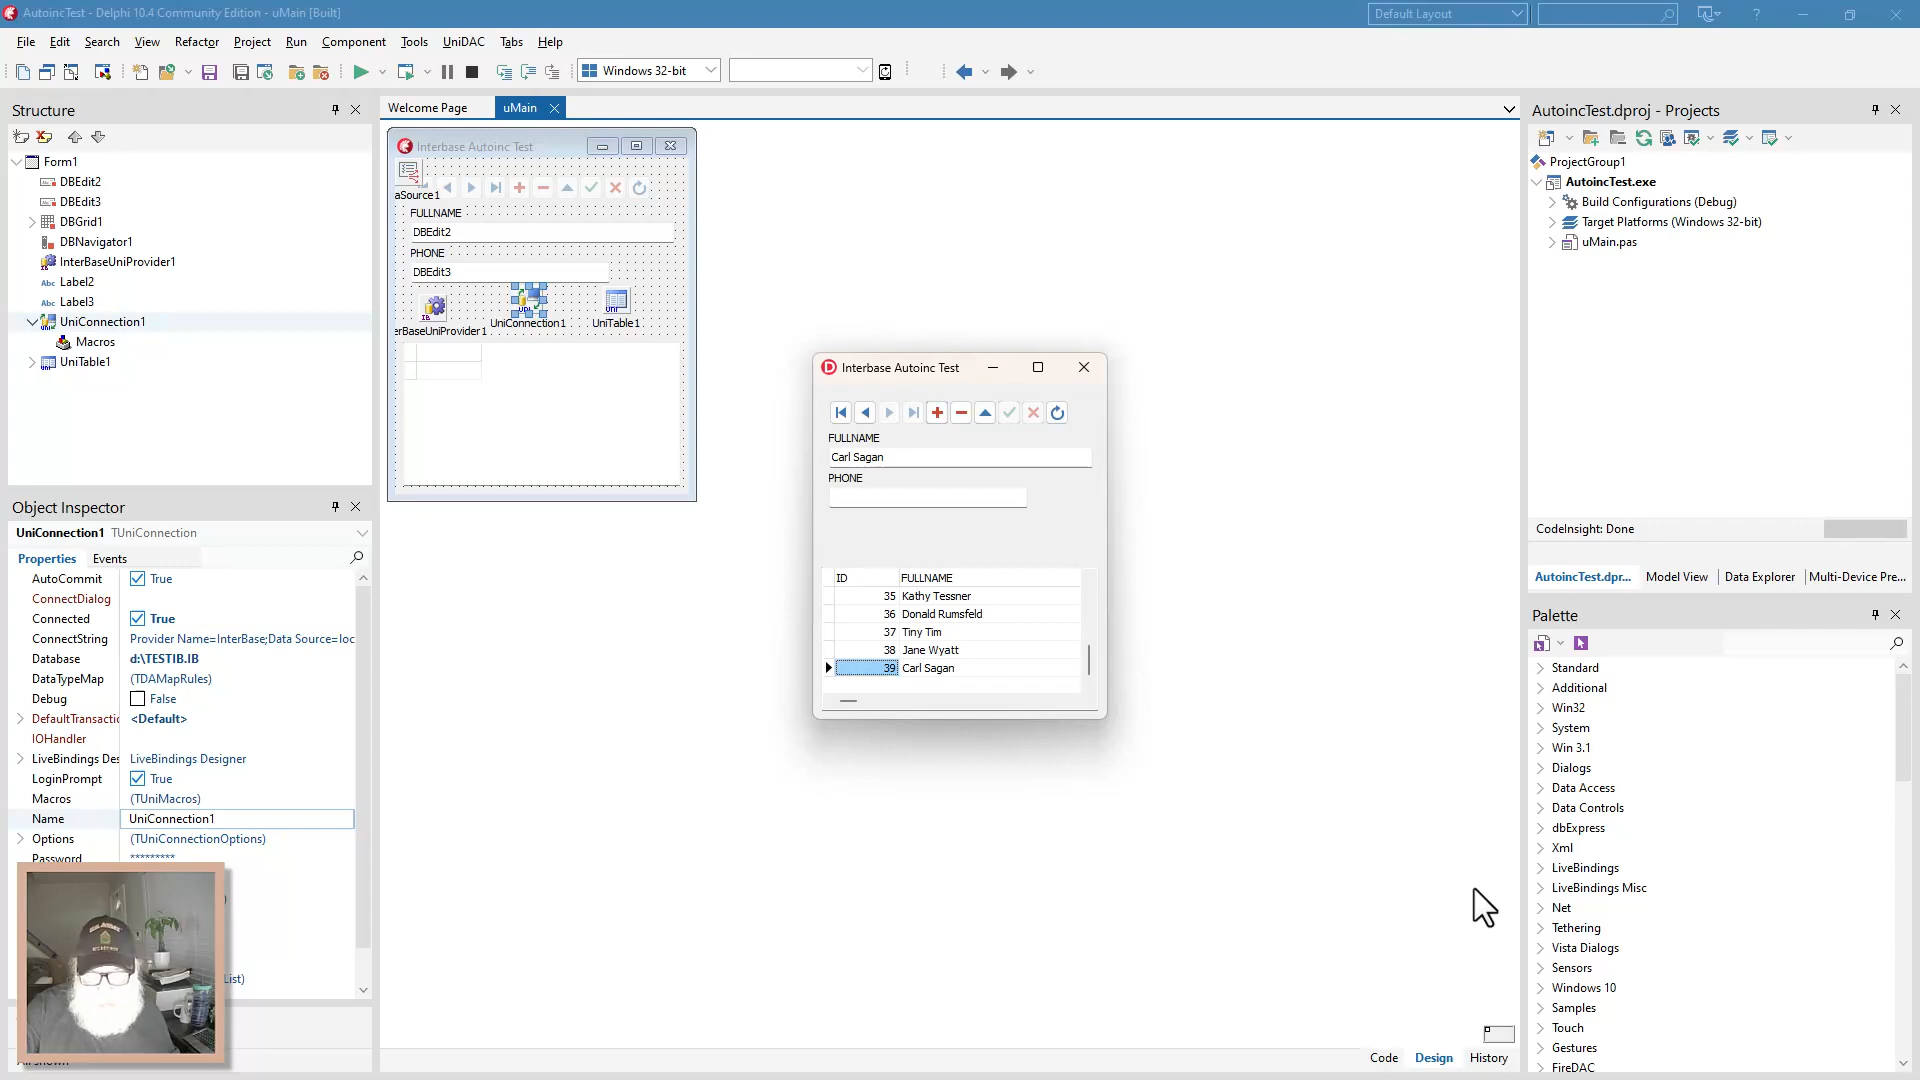 AutoincTest - Delphi 10.4 Community Edition - uMain [Built]
Default Layout
File Edit Search View Refactor Project Run Component Tools UniDAC Tabs Help
Windows 32-bit
Structure
Form1
DBEdit2
DBEdit3
DBGrid1
DBNavigator1
InterBaseUniProvider1
Abc Label2
Abc Label3
UniConnection1
Macros
UniTable1
Object Inspector
UniConnection1 TUniConnection
Properties Events
AutoCommit True
ConnectDialog
Connected True
ConnectString Provider Name=InterBase;Data Source=loc
Database d:\TESTIB.IB
DataTypeMap (TDAMapRules)
Debug False
DefaultTransactic <Default>
IOHandler
LiveBindings Des LiveBindings Designer
LoginPrompt True
Macros (TUniMacros)
Name UniConnection1
Options (TUniConnectionOptions)
Password *********
List)
Welcome Page uMain
Interbase Autoinc Test
aSource1
FULLNAME
DBEdit2
PHONE
DBEdit3
erBaseUniProvider1 UniConnection1 UniTable1
Interbase Autoinc Test
FULLNAME
Carl Sagan
PHONE
ID FULLNAME
35 Kathy Tessner
36 Donald Rumsfeld
37 Tiny Tim
38 Jane Wyatt
39 Carl Sagan
Code Design History
AutoincTest.dproj - Projects
ProjectGroup1
AutoincTest.exe
Build Configurations (Debug)
Target Platforms (Windows 32-bit)
uMain.pas
CodeInsight: Done
AutoincTest.dpr... Model View Data Explorer Multi-Device Pre...
Palette
Standard
Additional
Win32
System
Win 3.1
Dialogs
Data Access
Data Controls
dbExpress
Xml
LiveBindings
LiveBindings Misc
Net
Tethering
Vista Dialogs
Sensors
Windows 10
Samples
Touch
Gestures
FireDAC